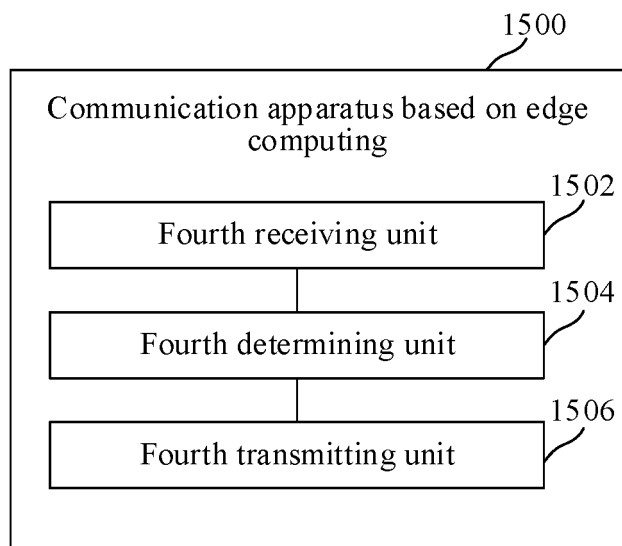 1500
Communication apparatus based on edge
computing
1502
Fourth receiving unit
1504
Fourth determining unit
1506
Fourth transmitting unit